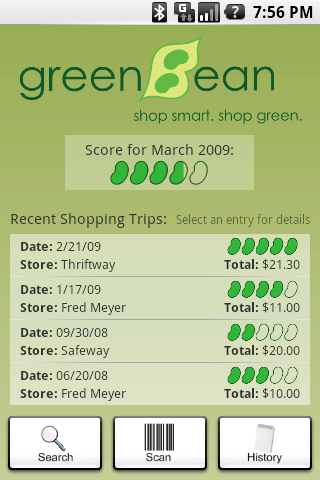 7:56 PM
green ean
shop smart. shop green.
Score for March 2009:
Recent Shopping Trips: Select an entry for details
Date: 2/21/09
Store: Thriftway Total: $21.30
Date: 1/17/09
Store: Fred Meyer Total: $11.00
Date: 09/30/08
Store: Safeway Total: $20.00
Date: 06/20/08
Store: Fred Meyer Total: $10.00
Search Scan History